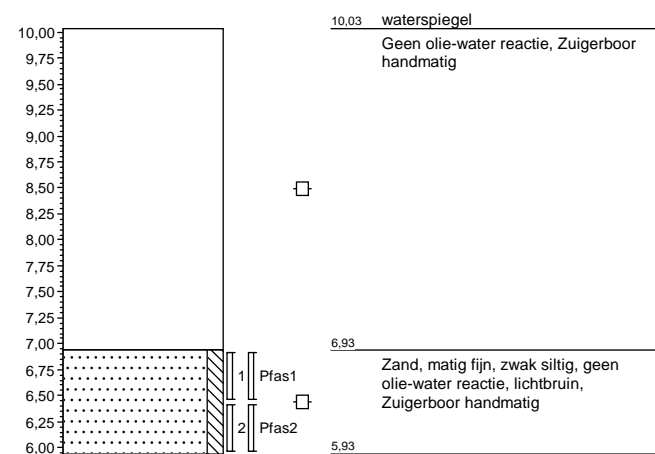 10,03 waterspiegel
10,00
Geen olie-water reactie, Zuigerboor
handmatig
9,75
9,50
9,25
9,00
8,75
8,50
8,25
8,00
7,75
7,50
7,25
7,00
6,93
6,75
1 Pfas1
Zand, matig fijn, zwak siltig, geen
olie-water reactie, lichtbruin,
Zuigerboor handmatig
6,50
6,25
2 Pfas2
6,00
5,93